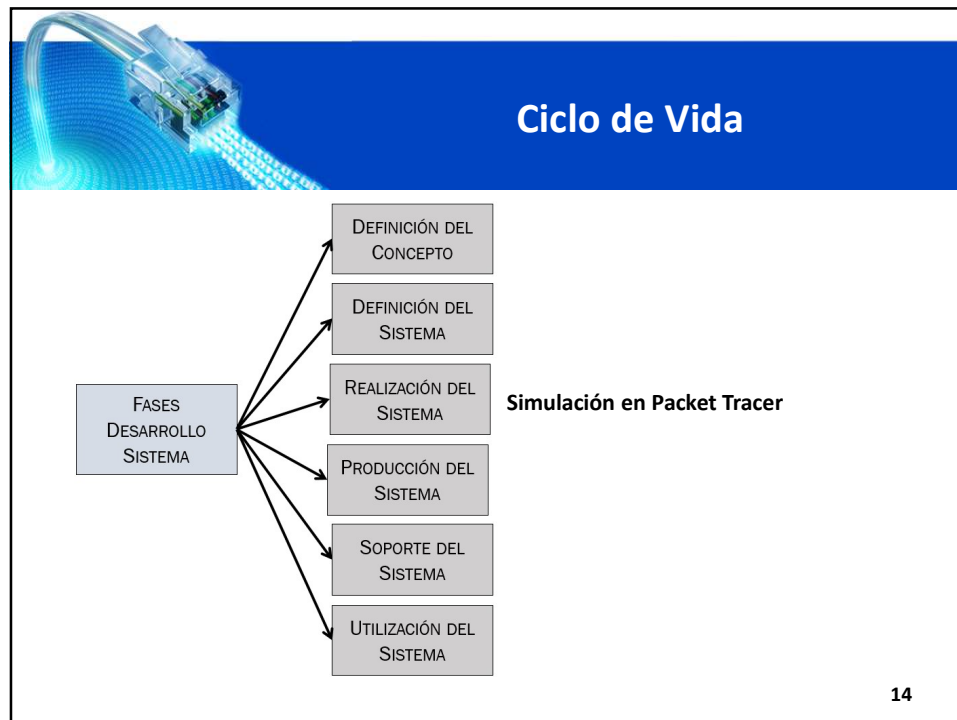 Ciclo de Vida
DEFINICIÓN DEL
CONCEPTO
DEFINICIÓN DEL
SISTEMA
FASES
DESARROLLO
SISTEMA
REALIZACIÓN DEL
SISTEMA
Simulación en Packet Tracer
PRODUCCIÓN DEL
SISTEMA
SOPORTE DEL
SISTEMA
UTILIZACIÓN DEL
SISTEMA
14